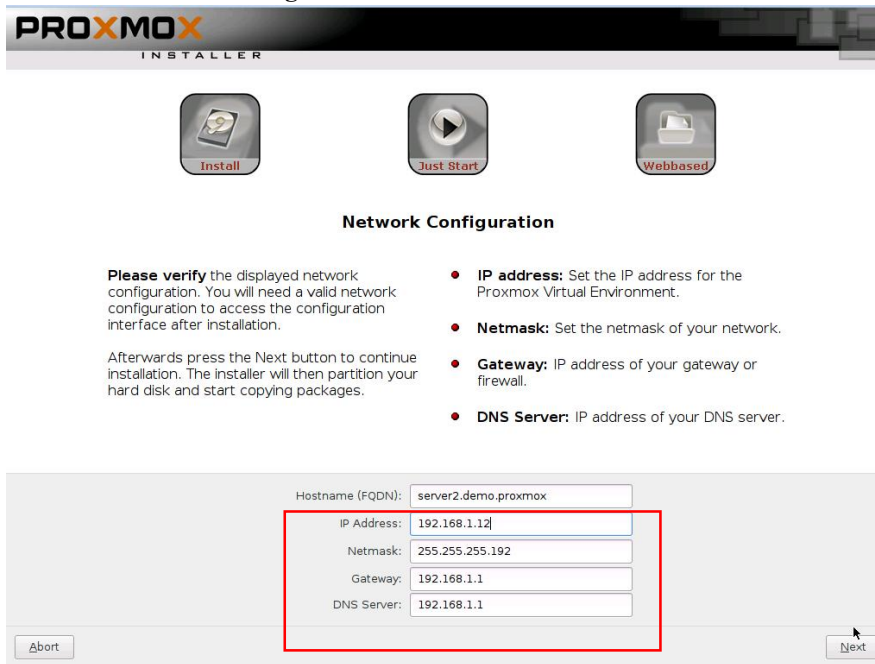 PROXMOX
INSTALLER
Install
Just Start
Webbased
Network Configuration
Please verify the displayed network
configuration. You will need a valid network
configuration to access the configuration
interface after installation.
Afterwards press the Next button to continue
installation. The installer will then partition your
hard disk and start copying packages.
IP address: Set the IP address for the
Proxmox Virtual Environment.
Netmask: Set the netmask of your network.
Gateway: IP address of your gateway or
firewall.
DNS Server: IP address of your DNS server.
Hostname (FQDN): server2.demo.proxmox
IP Address: 192.168.1.12
Netmask: 255.255.255.192
Gateway: 192.168.1.1
DNS Server: 192.168.1.1
Abort
Next